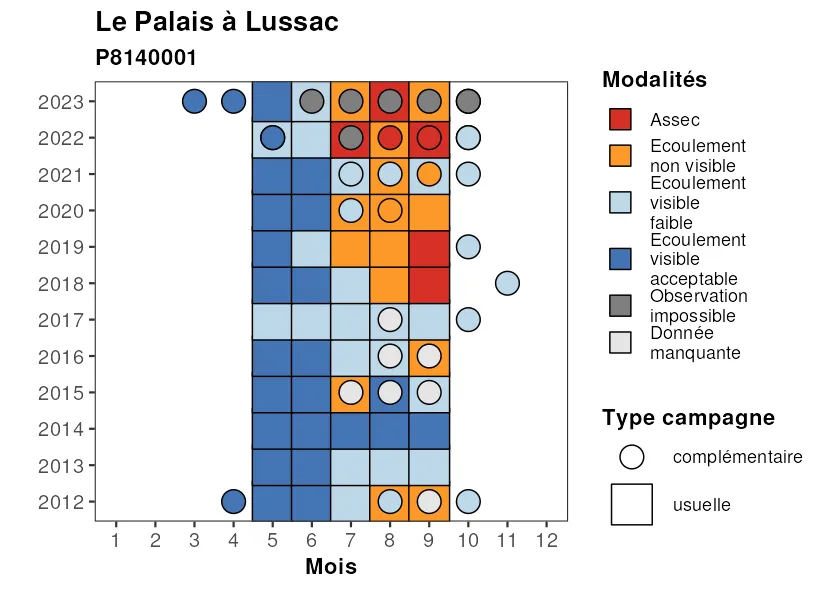 Le Palais à Lussac
P8140001
2023
2022
2021
2020
2019
2018
2017
2016
2015
2014
2013
2012
1 2 3 4 5 6 7 8 9 10 11 12
Mois
Modalités
Assec
Ecoulement
non visible
Ecoulement
visible
faible
Ecoulement
visible
acceptable
Observation
impossible
Donnée
manquante
Type campagne
complémentaire
usuelle